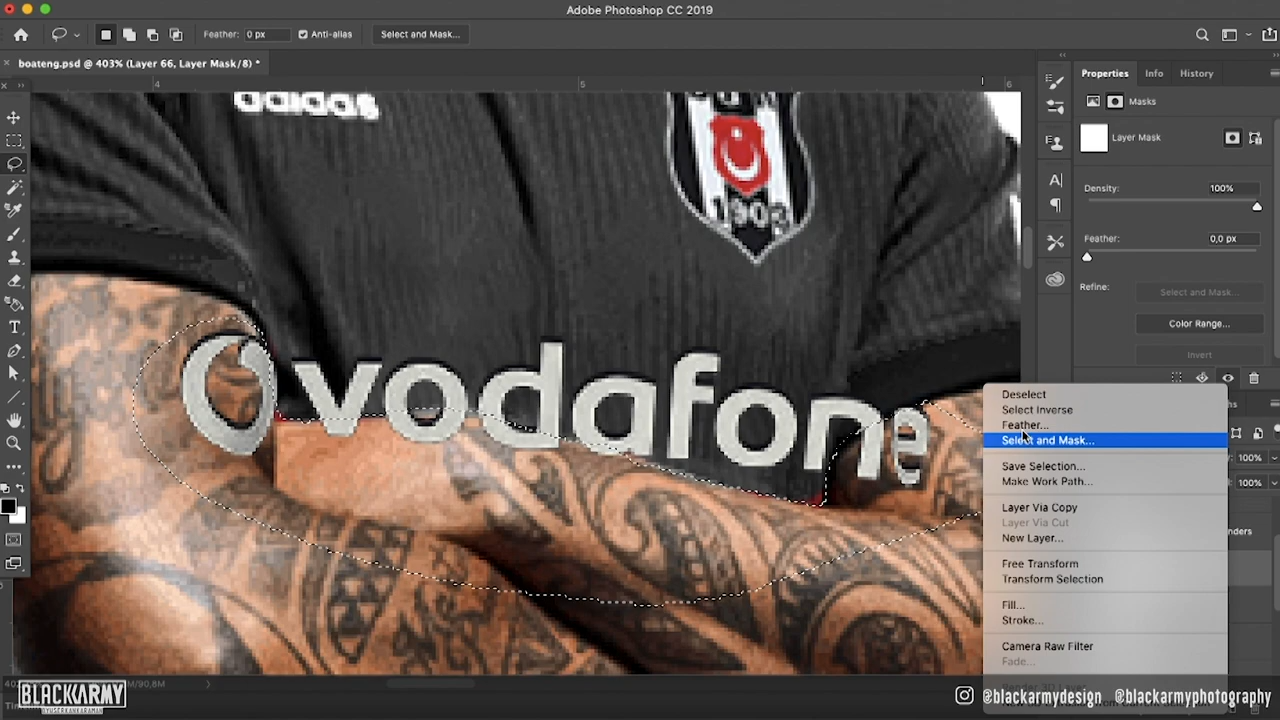 Adobe Photoshop CC 2019
Feather: 0 px
Anti-alias
Select and Mask...
boateng.psd @ 403% (Layer 66, Layer Mask/8) *
4
5
6
Properties
Info
History
Masks
Layer Mask
Density:
100%
Feather:
0,0 px
Refine:
Select and Mask...
Color Range...
Invert
adidas
1903
vodafone
Deselect
Select Inverse
Feather...
Select and Mask...
Save Selection...
Make Work Path...
Layer Via Copy
Layer Via Cut
New Layer...
Free Transform
Transform Selection
Fill...
Stroke...
Camera Raw Filter
Fade...
100%
100%
BLACKARMY
@blackarmydesign
@blackarmyphotography